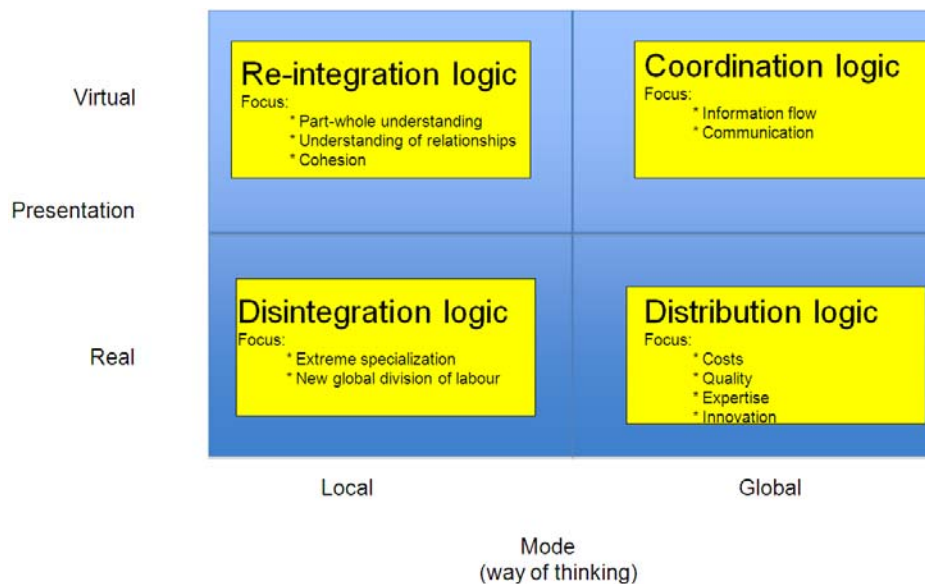 Virtual
Presentation
Real
Re-integration logic
Focus:
* Part-whole understanding
* Understanding of relationships
* Cohesion
Coordination logic
Focus:
* Information flow
* Communication
Disintegration logic
Focus:
* Extreme specialization
* New global division of labour
Distribution logic
Focus:
* Costs
* Quality
* Expertise
* Innovation
Local
Global
Mode
(way of thinking)